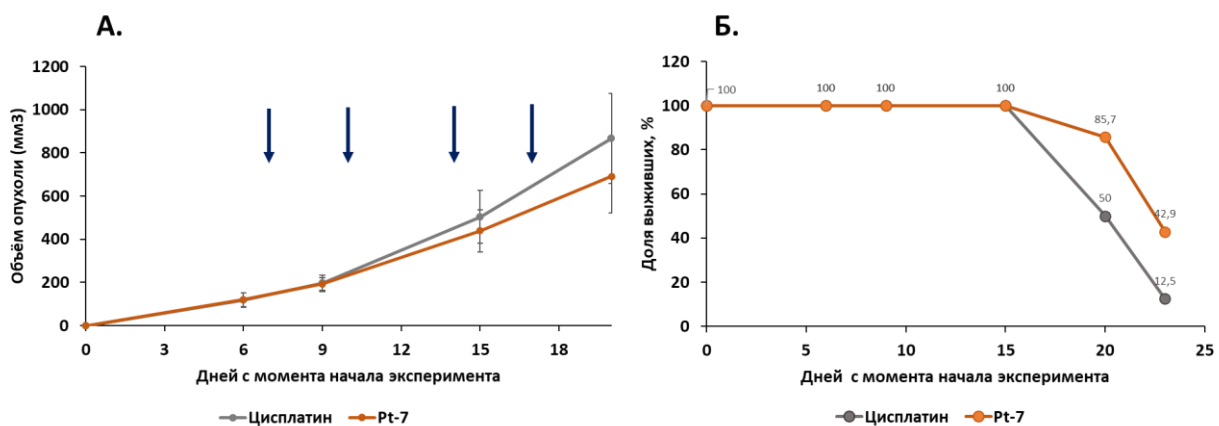 А.
1200
1000
800
600
400
200
0
Объём опухоли (мм3)
0 3 6 9 12 15 18
Дней с момента начала эксперимента
Цисплатин Pt-7
Б.
120
100
80
60
40
20
0
Доля выживших, %
100 100 100 100
85,7
50
42,9
12,5
0 5 10 15 20 25
Дней с момента начала эксперимента
Цисплатин Pt-7